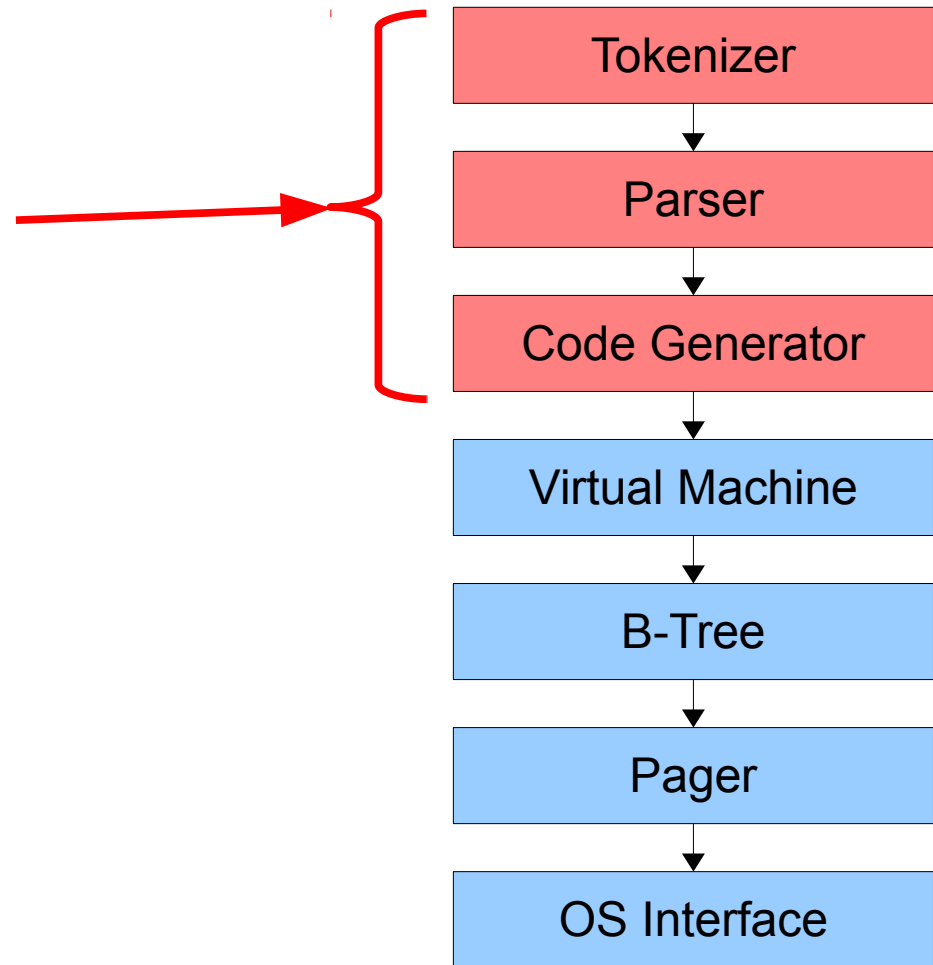 Tokenizer
Parser
Code Generator
Virtual Machine
B-Tree
Pager
OS Interface